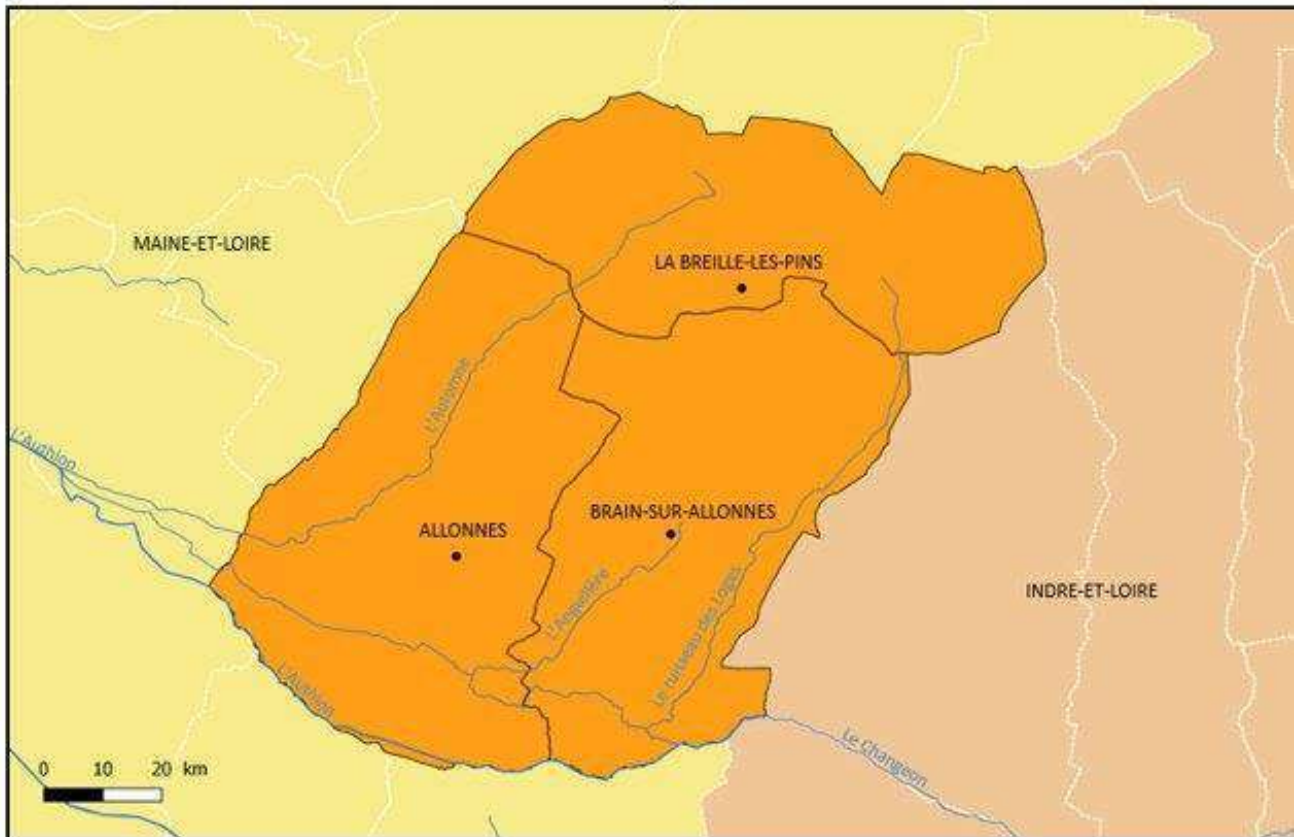 MAINE-ET-LOIRE
LA BREILLE-LES-PINS
L'Automne
L'Authion
BRAIN-SUR-ALLONNES
ALLONNES
L'Anguillère
INDRE-ET-LOIRE
Le ruisseau des Loges
L'Authion
Le Changeon
0 10 20 km